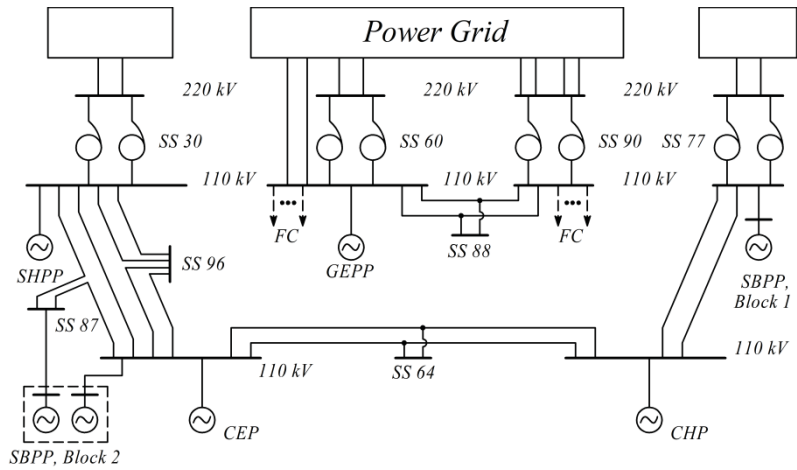 Power Grid
220 kV
220 kV
220 kV
SS 30
SS 60
SS 90
SS 77
110 kV
110 kV
110 kV
•••
•••
FC
FC
SS 88
SHPP
GEPP
SS 96
SBPP,
Block 1
SS 87
110 kV
110 kV
SS 64
CEP
CHP
SBPP, Block 2